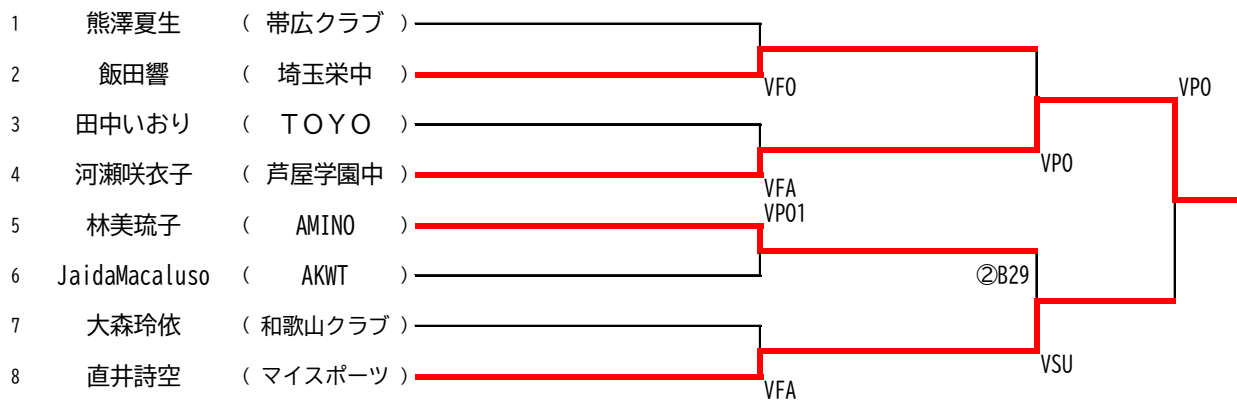 1 熊澤夏生 ( 帯広クラブ )
2 飯田響 ( 埼玉栄中 )
VFO
VPO
3 田中いおり ( ＴＯＹＯ )
4 河瀬咲衣子 ( 芦屋学園中 )
VFA
VPO
5 林美琉子 ( AMINO )
VPO1
6 JaidaMacaluso ( AKWT )
②B29
7 大森玲依 ( 和歌山クラブ )
8 直井詩空 ( マイスポーツ )
VFA
VSU